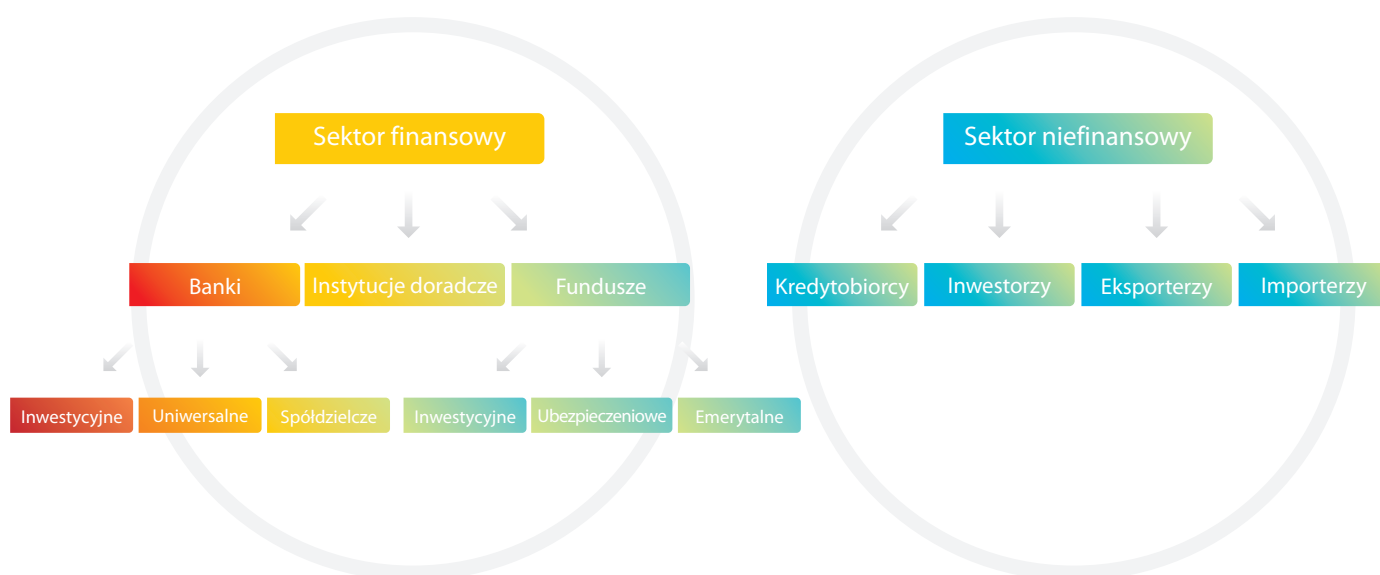 Sektor finansowy
Sektor niefinansowy
Banki
Instytucje doradcze
Fundusze
Kredytobiorcy
Inwestorzy
Eksporterzy
Importerzy
Inwestycyjne
Uniwersalne
Spółdzielcze
Inwestycyjne
Ubezpieczeniowe
Emerytalne